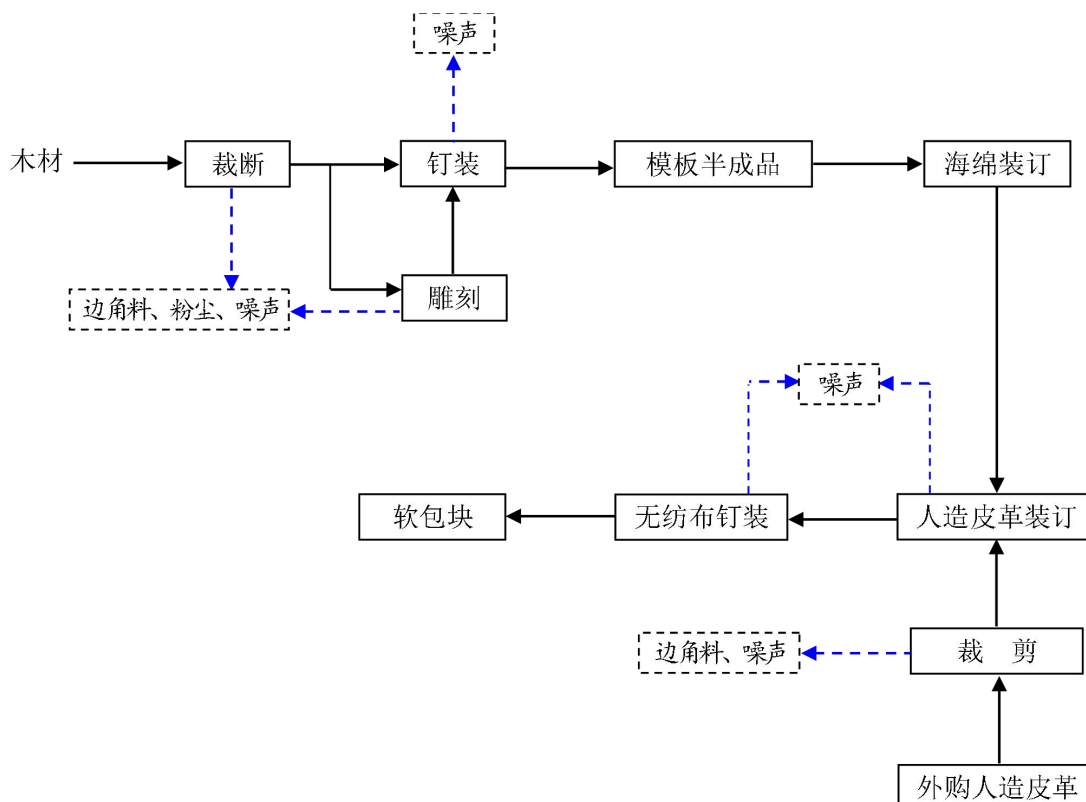 噪声
木材
裁断
钉装
模板半成品
海绵装订
雕刻
边角料、粉尘、噪声
噪声
软包块
无纺布钉装
人造皮革装订
边角料、噪声
裁 剪
外购人造皮革